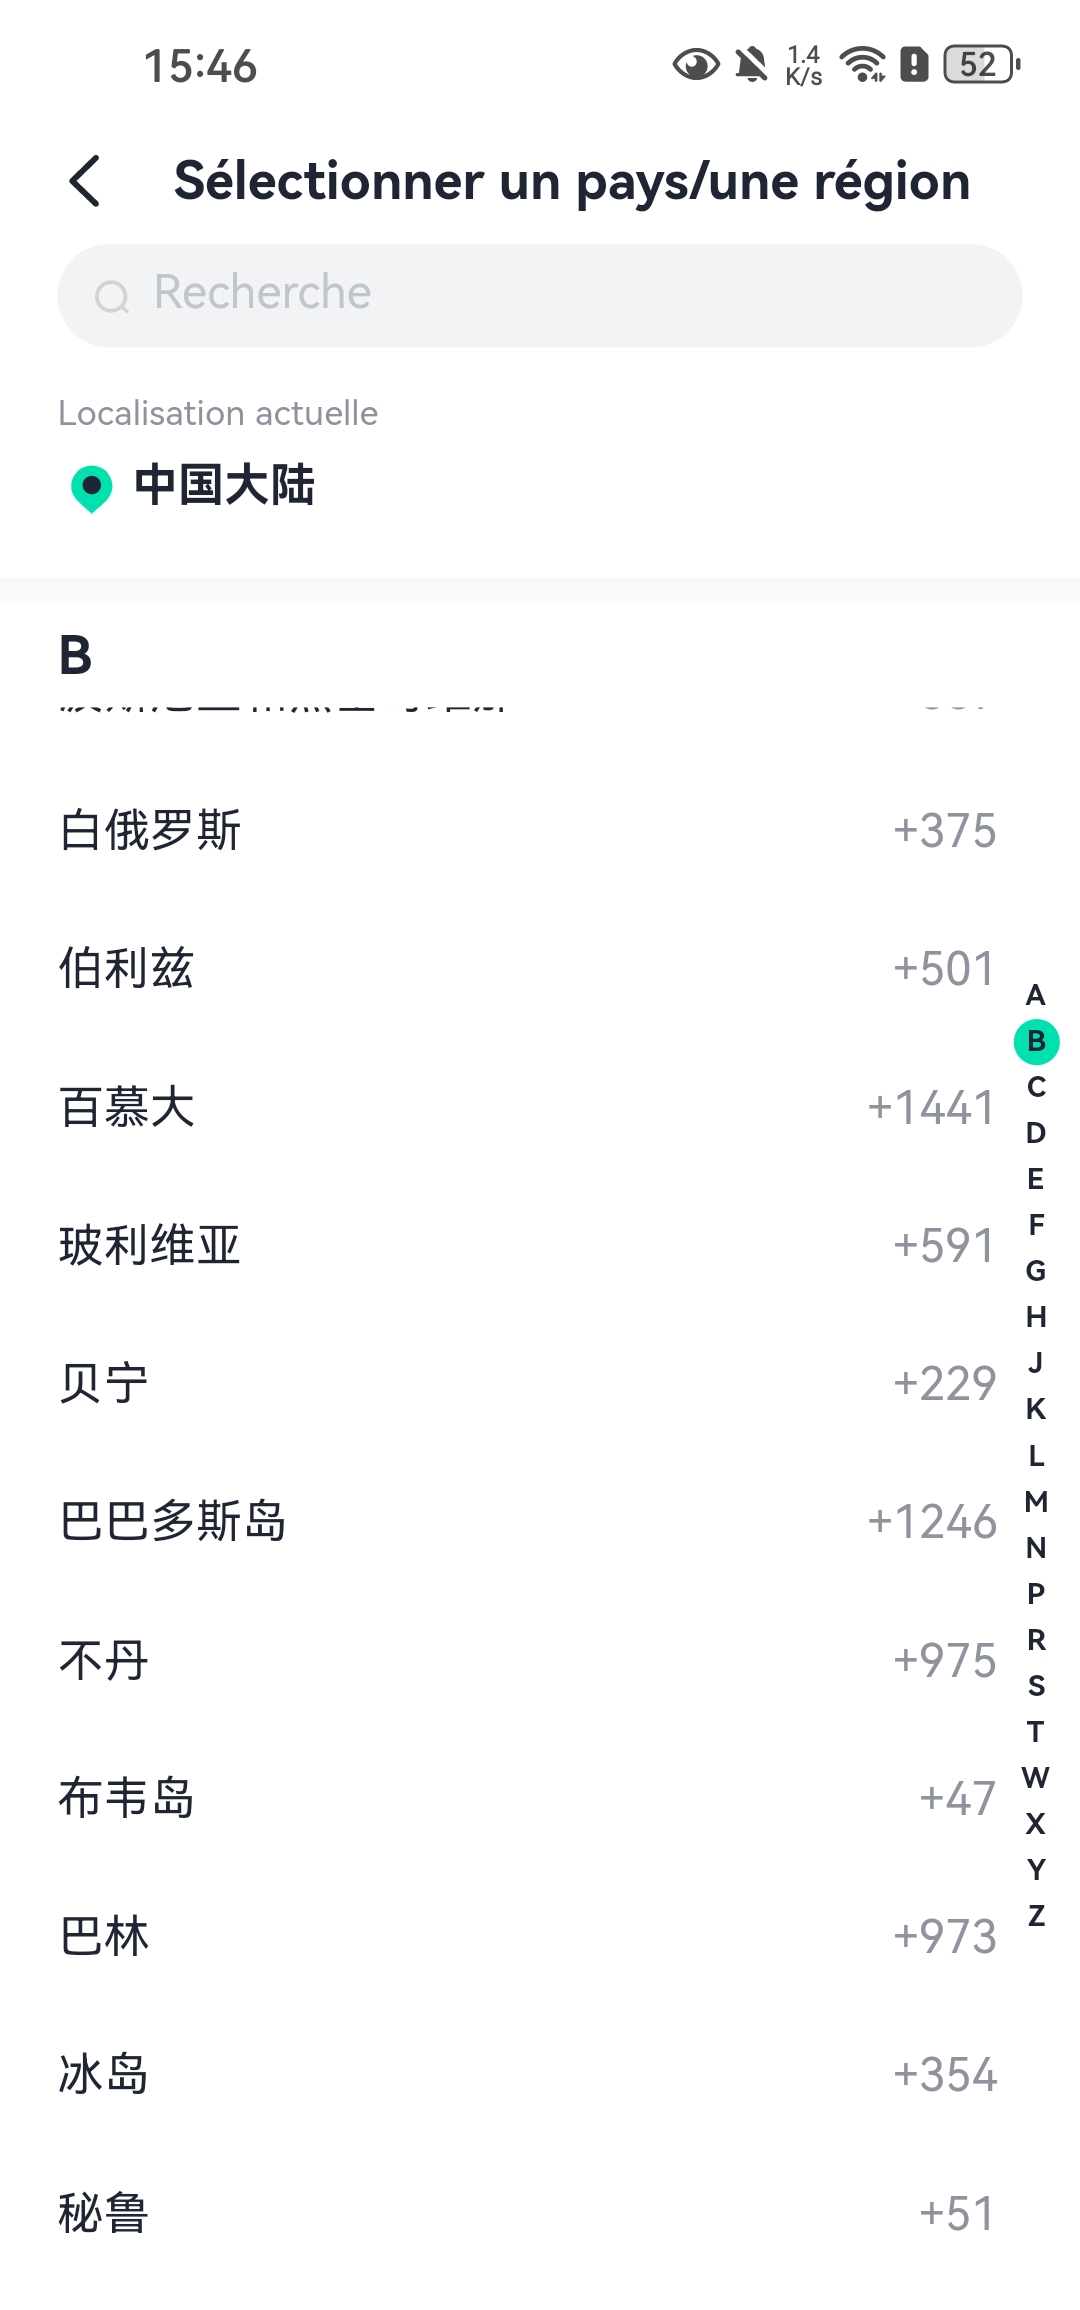 15:46
1.4
K/s
52
Sélectionner un pays/une région
Recherche
Localisation actuelle
中国大陆
B
白俄罗斯 +375
伯利兹 +501
百慕大 +1441
玻利维亚 +591
贝宁 +229
巴巴多斯岛 +1246
不丹 +975
布韦岛 +47
巴林 +973
冰岛 +354
秘鲁 +51
A
B
C
D
E
F
G
H
J
K
L
M
N
P
R
S
T
W
X
Y
Z